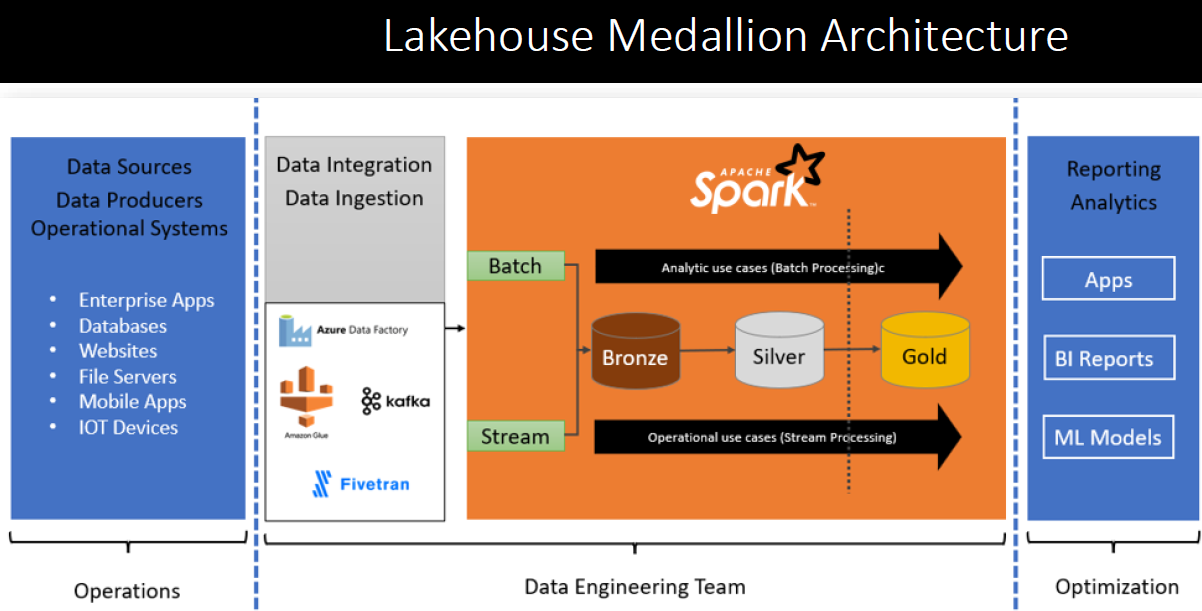 Lakehouse Medallion Architecture
Data Sources
Data Producers
Operational Systems
• Enterprise Apps
• Databases
• Websites
• File Servers
• Mobile Apps
• IOT Devices
Operations
Data Integration
Data Ingestion
Azure Data Factory
Amazon Glue
kafka
Fivetran
APACHE
Spark™
Batch
Analytic use cases (Batch Processing)c
Bronze
Silver
Gold
Stream
Operational use cases (Stream Processing)
Data Engineering Team
Reporting
Analytics
Apps
BI Reports
ML Models
Optimization